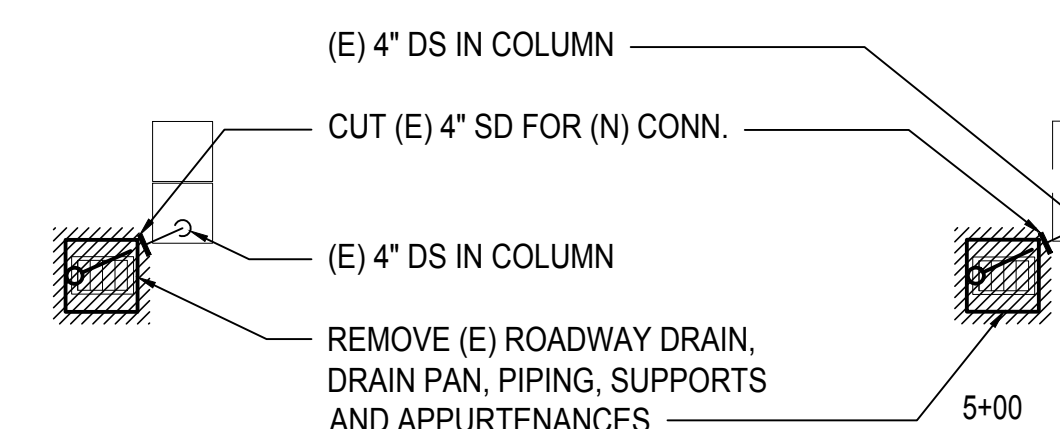 (E) 4" DS IN COLUMN
CUT (E) 4" SD FOR (N) CONN.
(E) 4" DS IN COLUMN
REMOVE (E) ROADWAY DRAIN,
DRAIN PAN, PIPING, SUPPORTS
AND APPURTENANCES
5+00